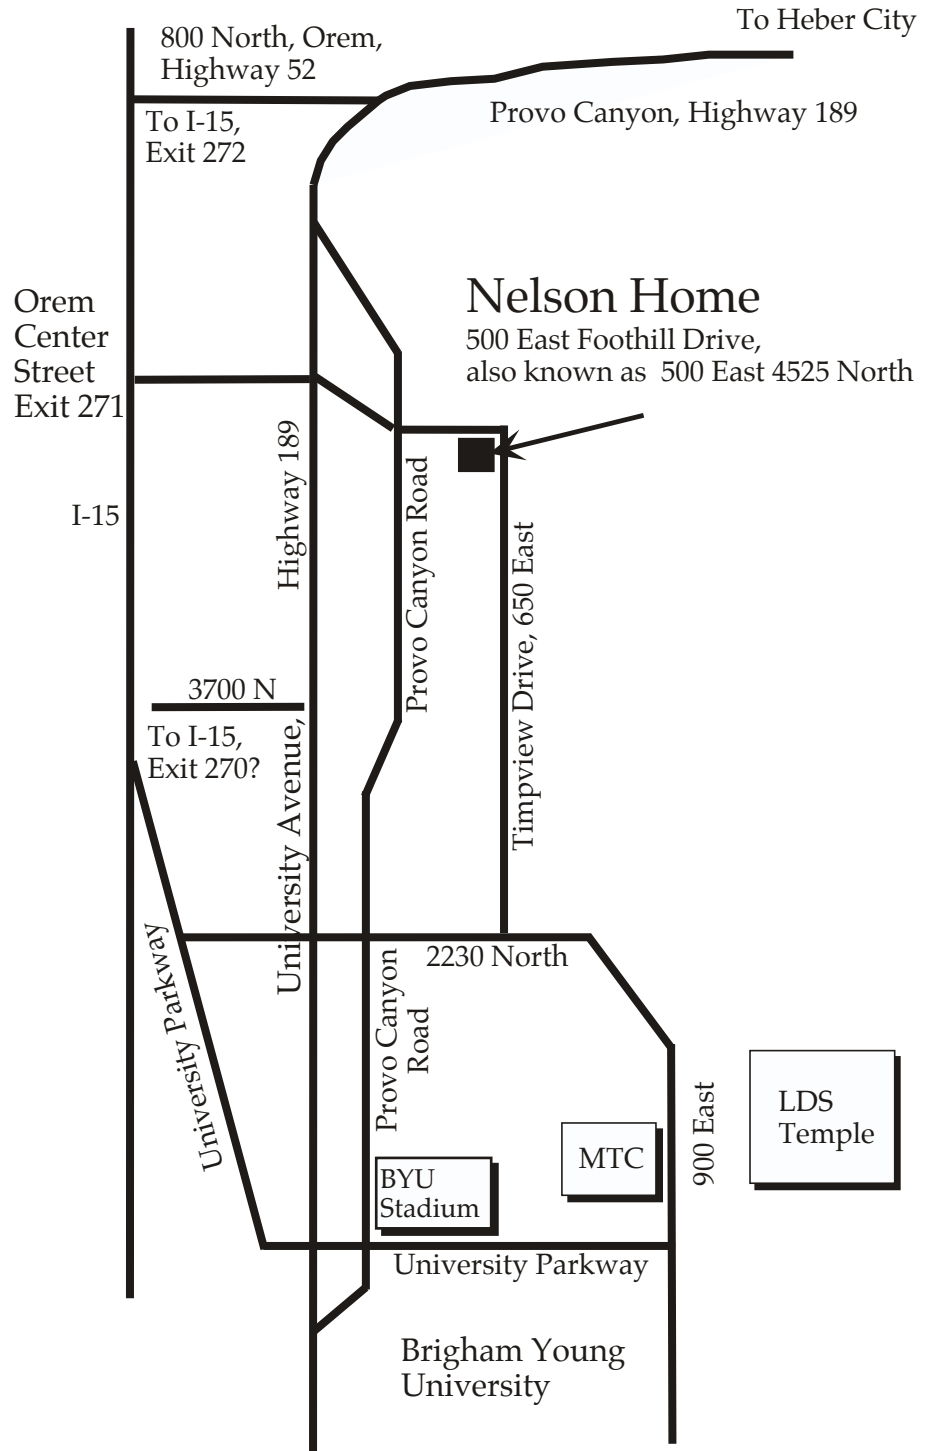 To Heber City
800 North, Orem,
Highway 52
Provo Canyon, Highway 189
To I-15,
Exit 272
Nelson Home
500 East Foothill Drive,
also known as  500 East 4525 North
Orem
Center
Street
Exit 271
Highway 189
Provo Canyon Road
I-15
Timpview Drive, 650 East
3700 N
To I-15,
Exit 270?
University Avenue,
University Parkway
2230 North
Provo Canyon
Road
900 East
LDS
Temple
MTC
BYU
Stadium
University Parkway
Brigham Young
University